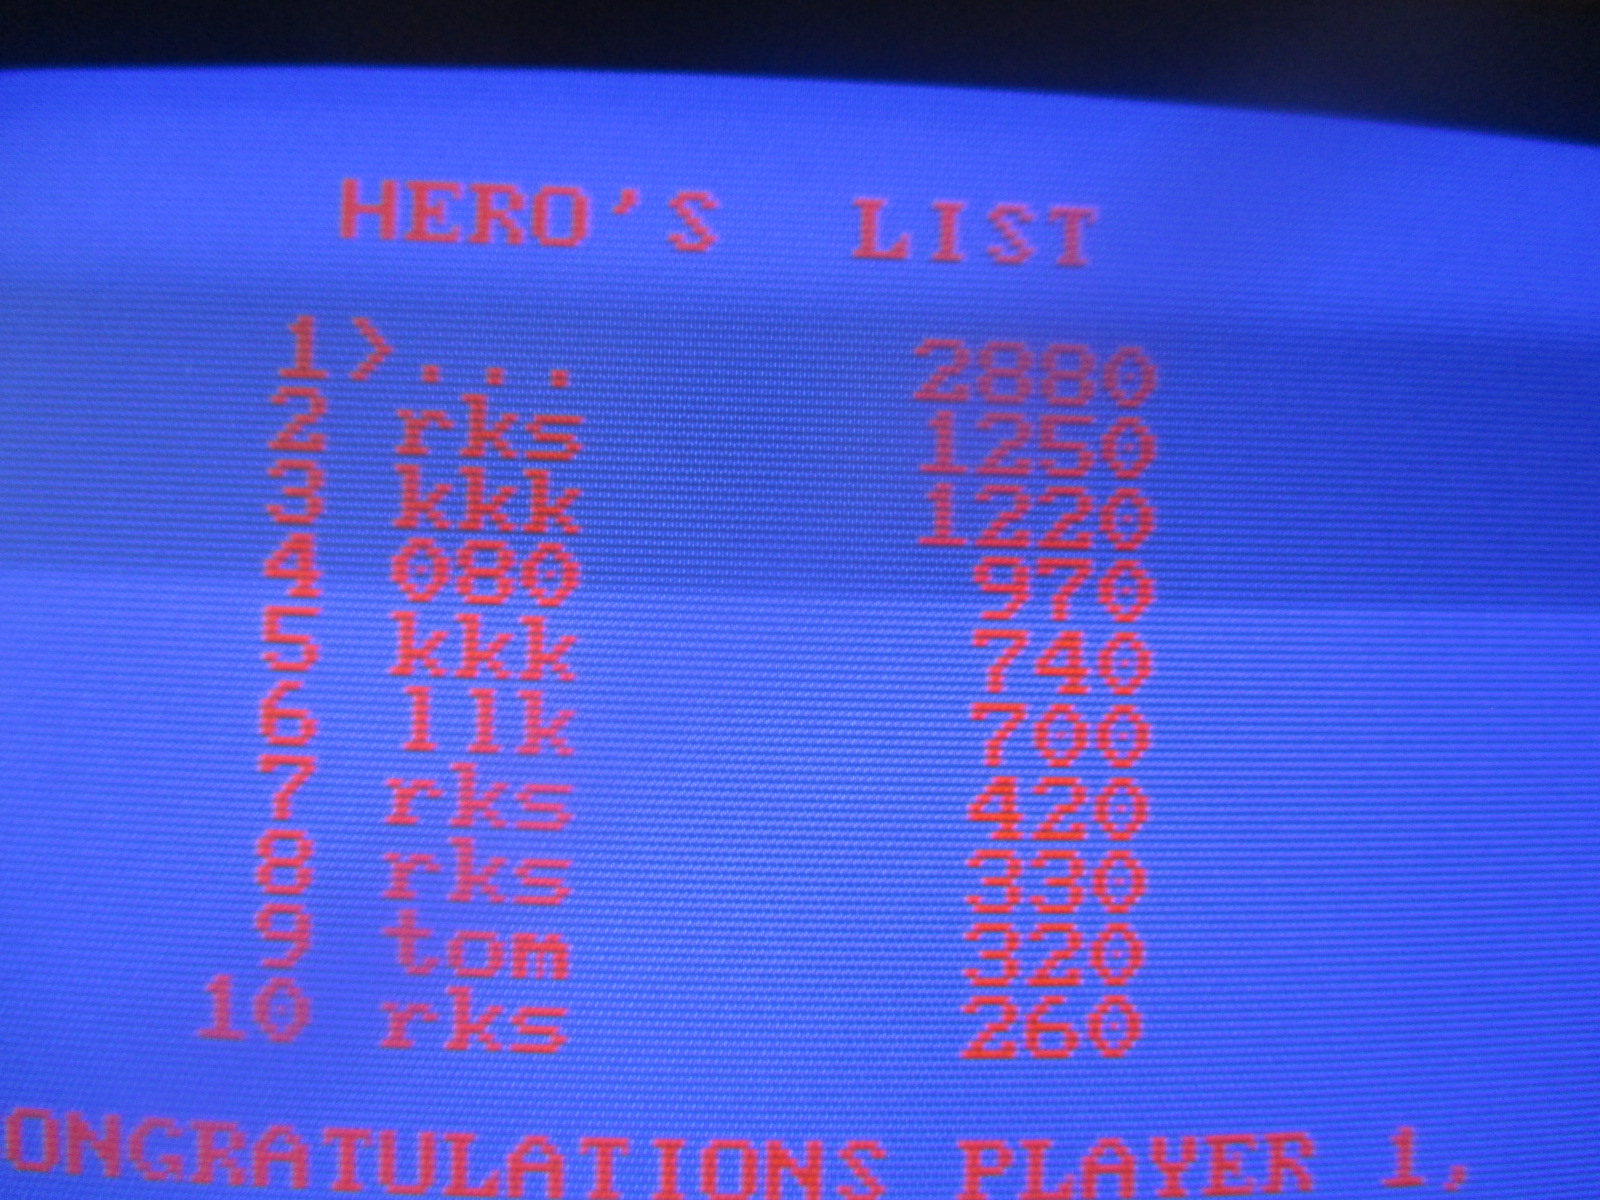 HERO'S LIST
1>... 2880
2 rks 1250
3 kkk 1220
4 080 970
5 kkk 740
6 llk 700
7 rks 420
8 rks 330
9 tom 320
10 rks 260
ONGRATULATIONS PLAYER 1,